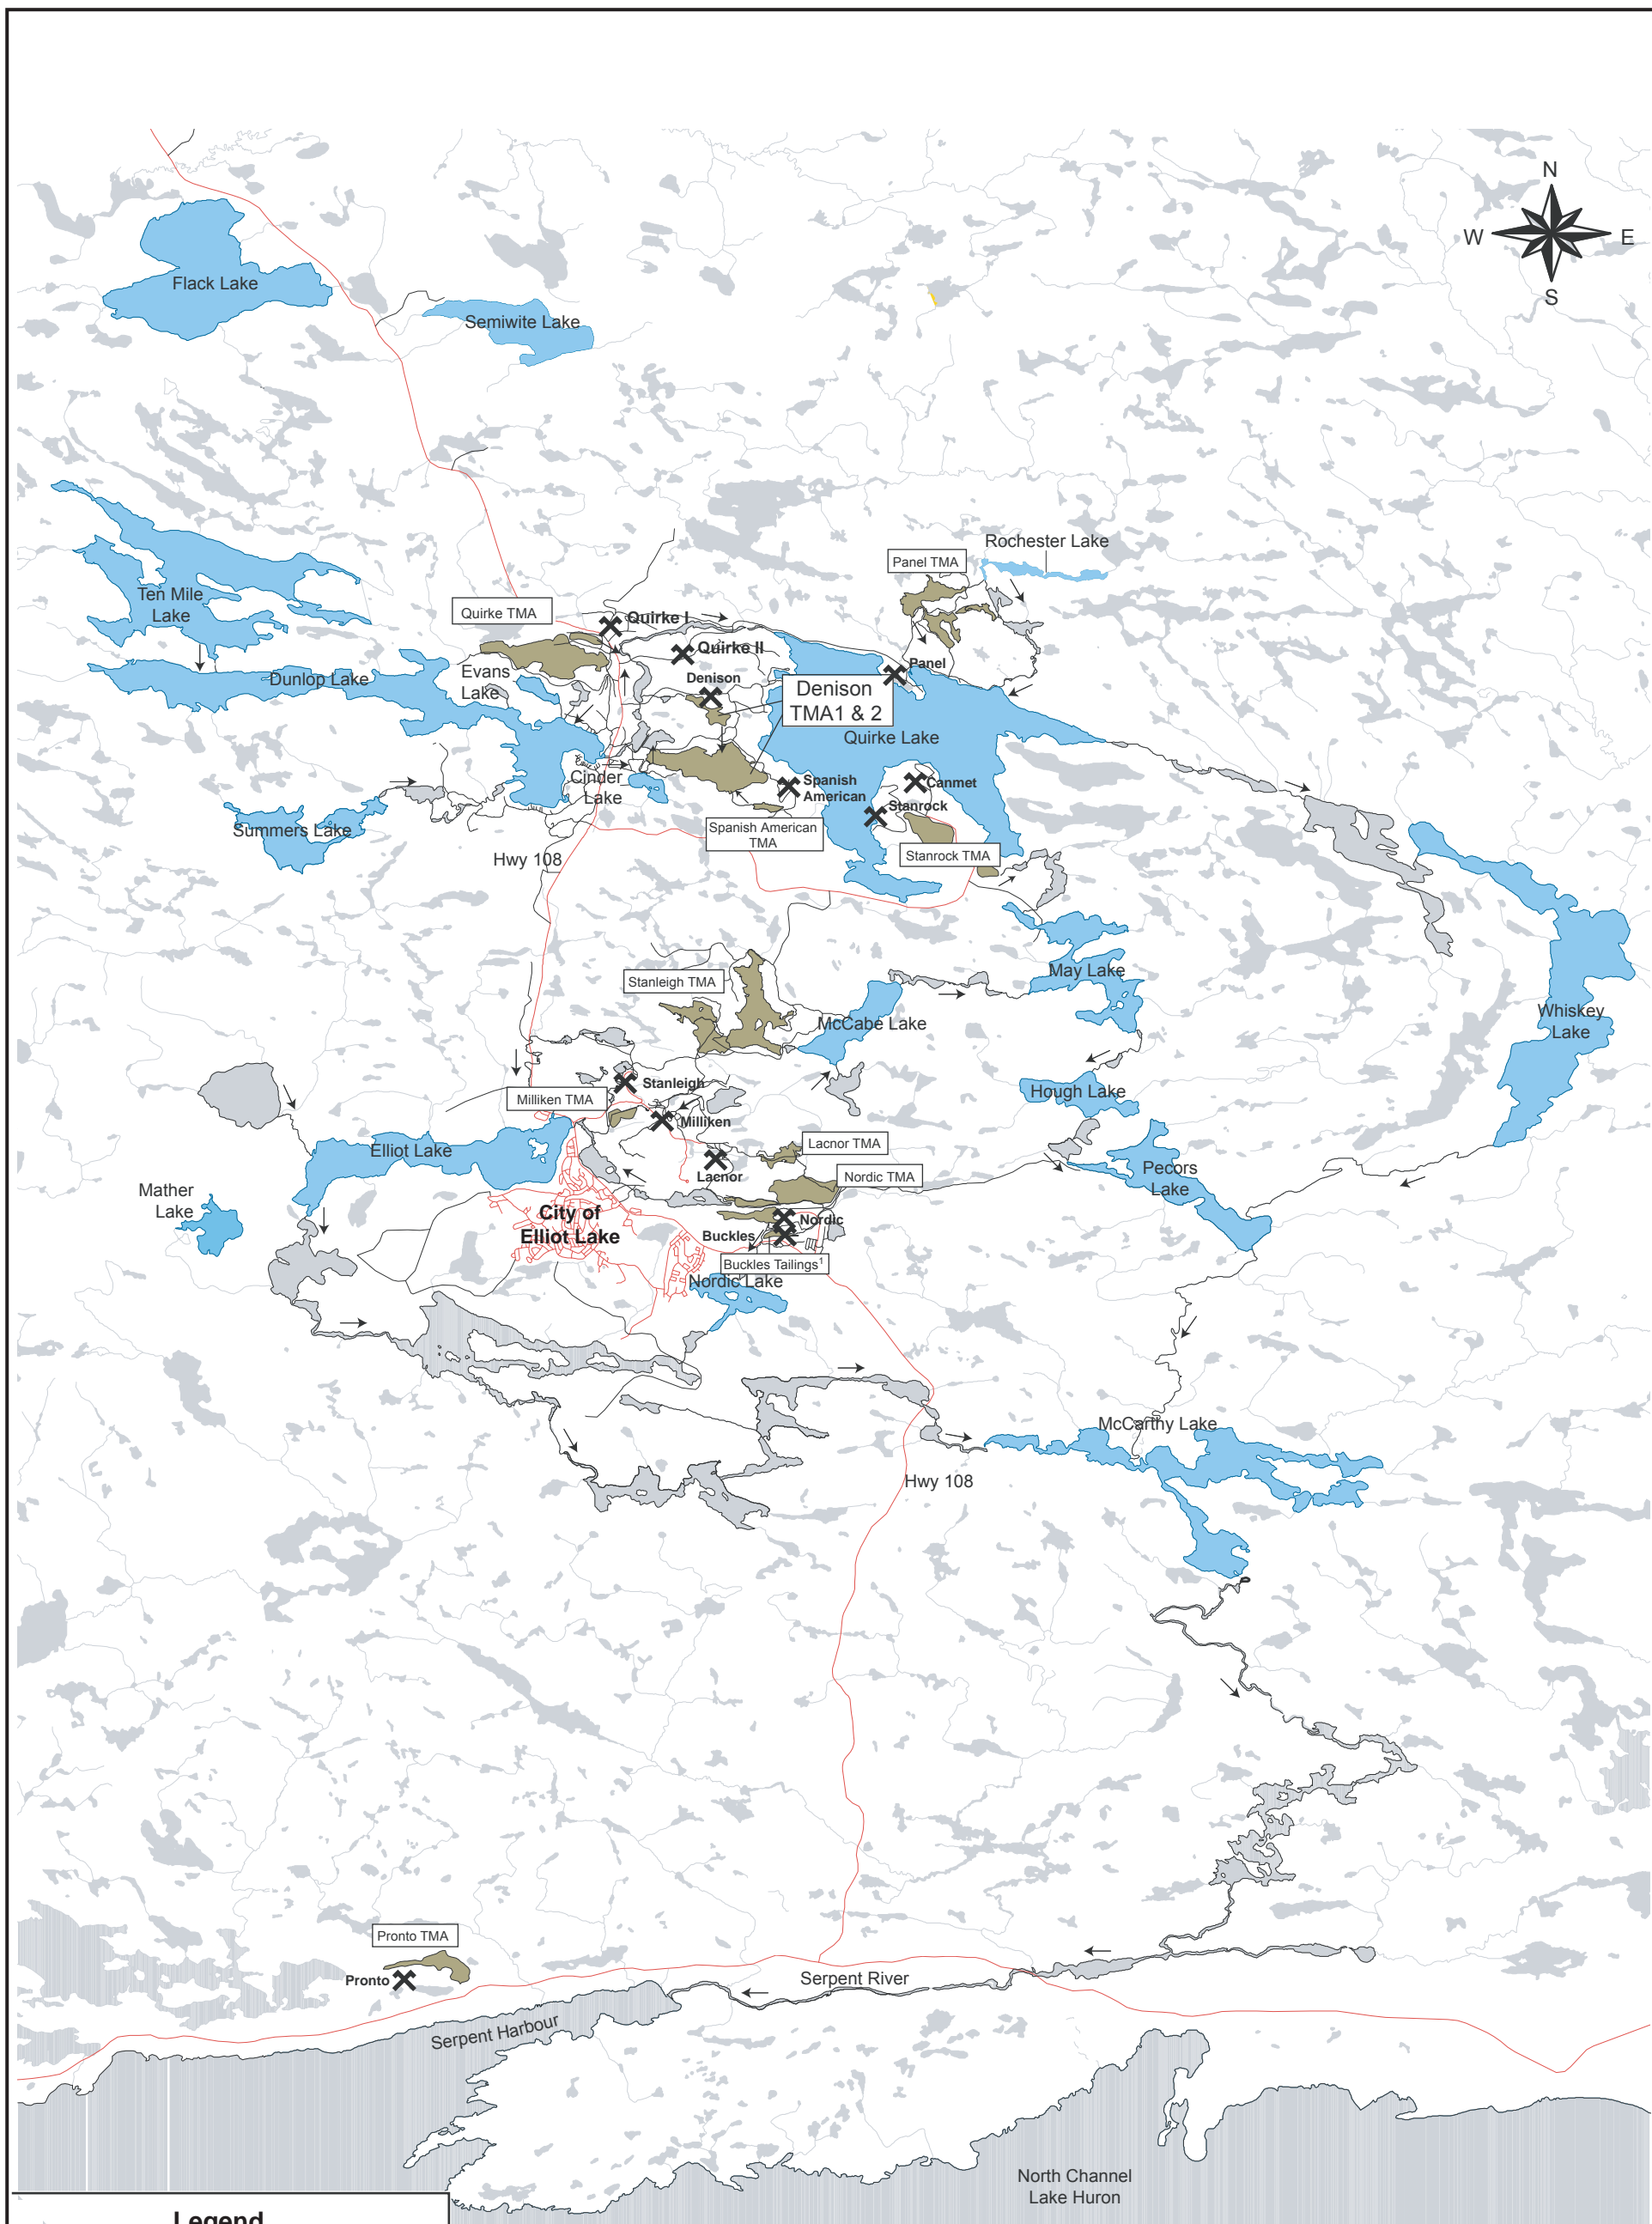 N
W
E
S
Flack Lake
Semiwite Lake
Rochester Lake
Panel TMA
Ten Mile
Lake
Quirke TMA
Quirke I
Quirke II
Panel
Evans
Lake
Dunlop Lake
Denison
Denison
TMA1 & 2
Quirke Lake
Cinder
Lake
Spanish
American
Canmet
Stanrock
Summers Lake
Spanish American
TMA
Stanrock TMA
Hwy 108
May Lake
Stanleigh TMA
McCabe Lake
Whiskey
Lake
Stanleigh
Hough Lake
Milliken TMA
Milliken
Lacnor TMA
Elliot Lake
Lacnor
Nordic TMA
Pecors
Lake
Mather
Lake
City of
Elliot Lake
Nordic
Buckles
Buckles Tailings¹
Nordic Lake
McCarthy Lake
Hwy 108
Pronto TMA
Pronto
Serpent River
Serpent Harbour
North Channel
Lake Huron
Legend